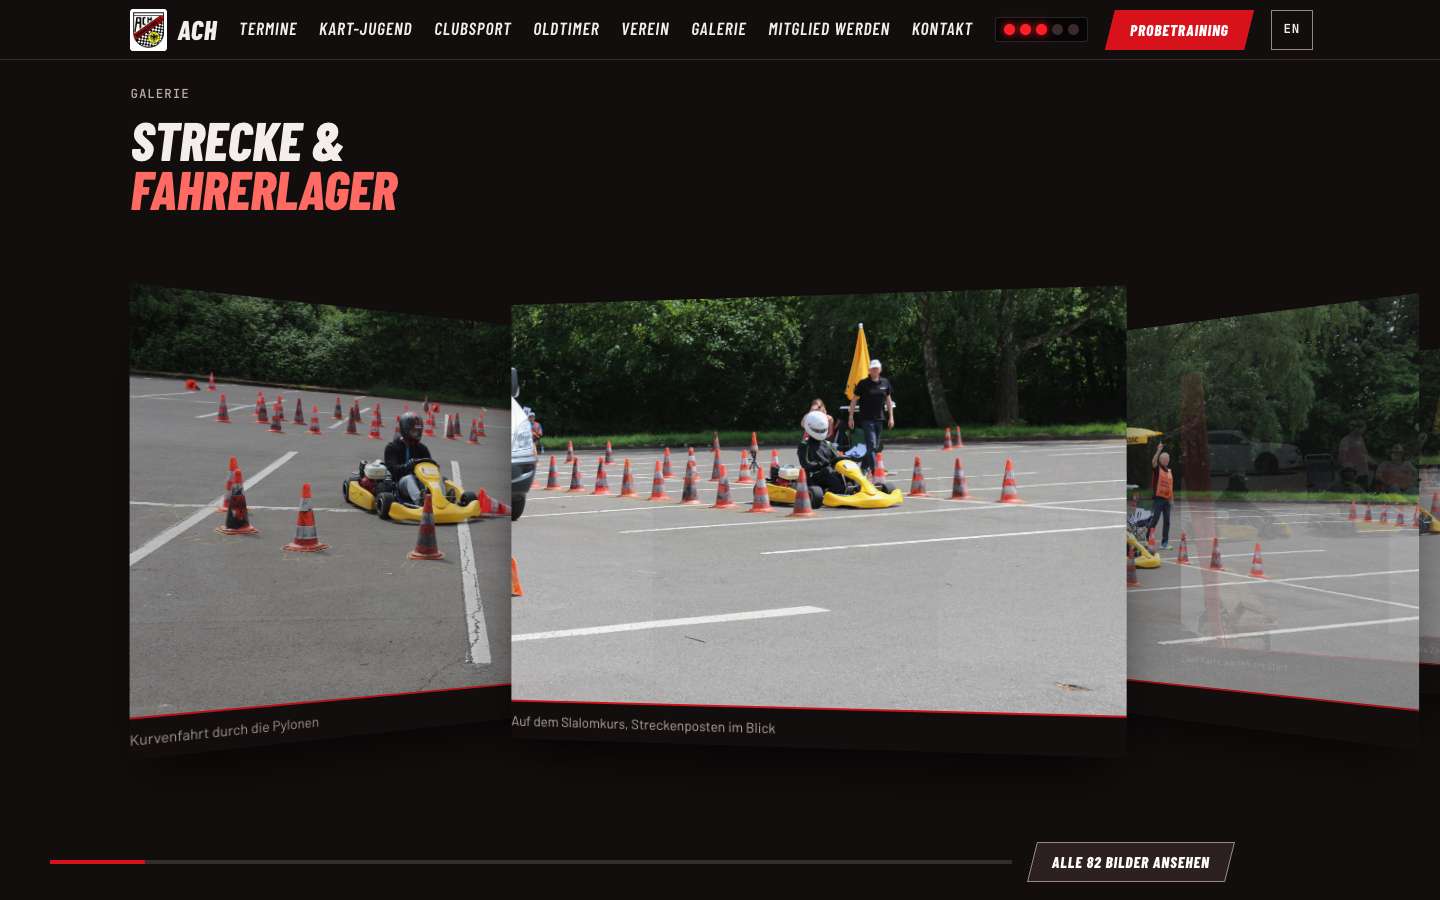 ACH
TERMINE
KART-JUGEND
CLUBSPORT
OLDTIMER
VEREIN
GALERIE
MITGLIED WERDEN
KONTAKT
PROBETRAINING
EN
GALERIE
STRECKE &
FAHRERLAGER
Kurvenfahrt durch die Pylonen
Auf dem Slalomkurs, Streckenposten im Blick
ALLE 82 BILDER ANSEHEN